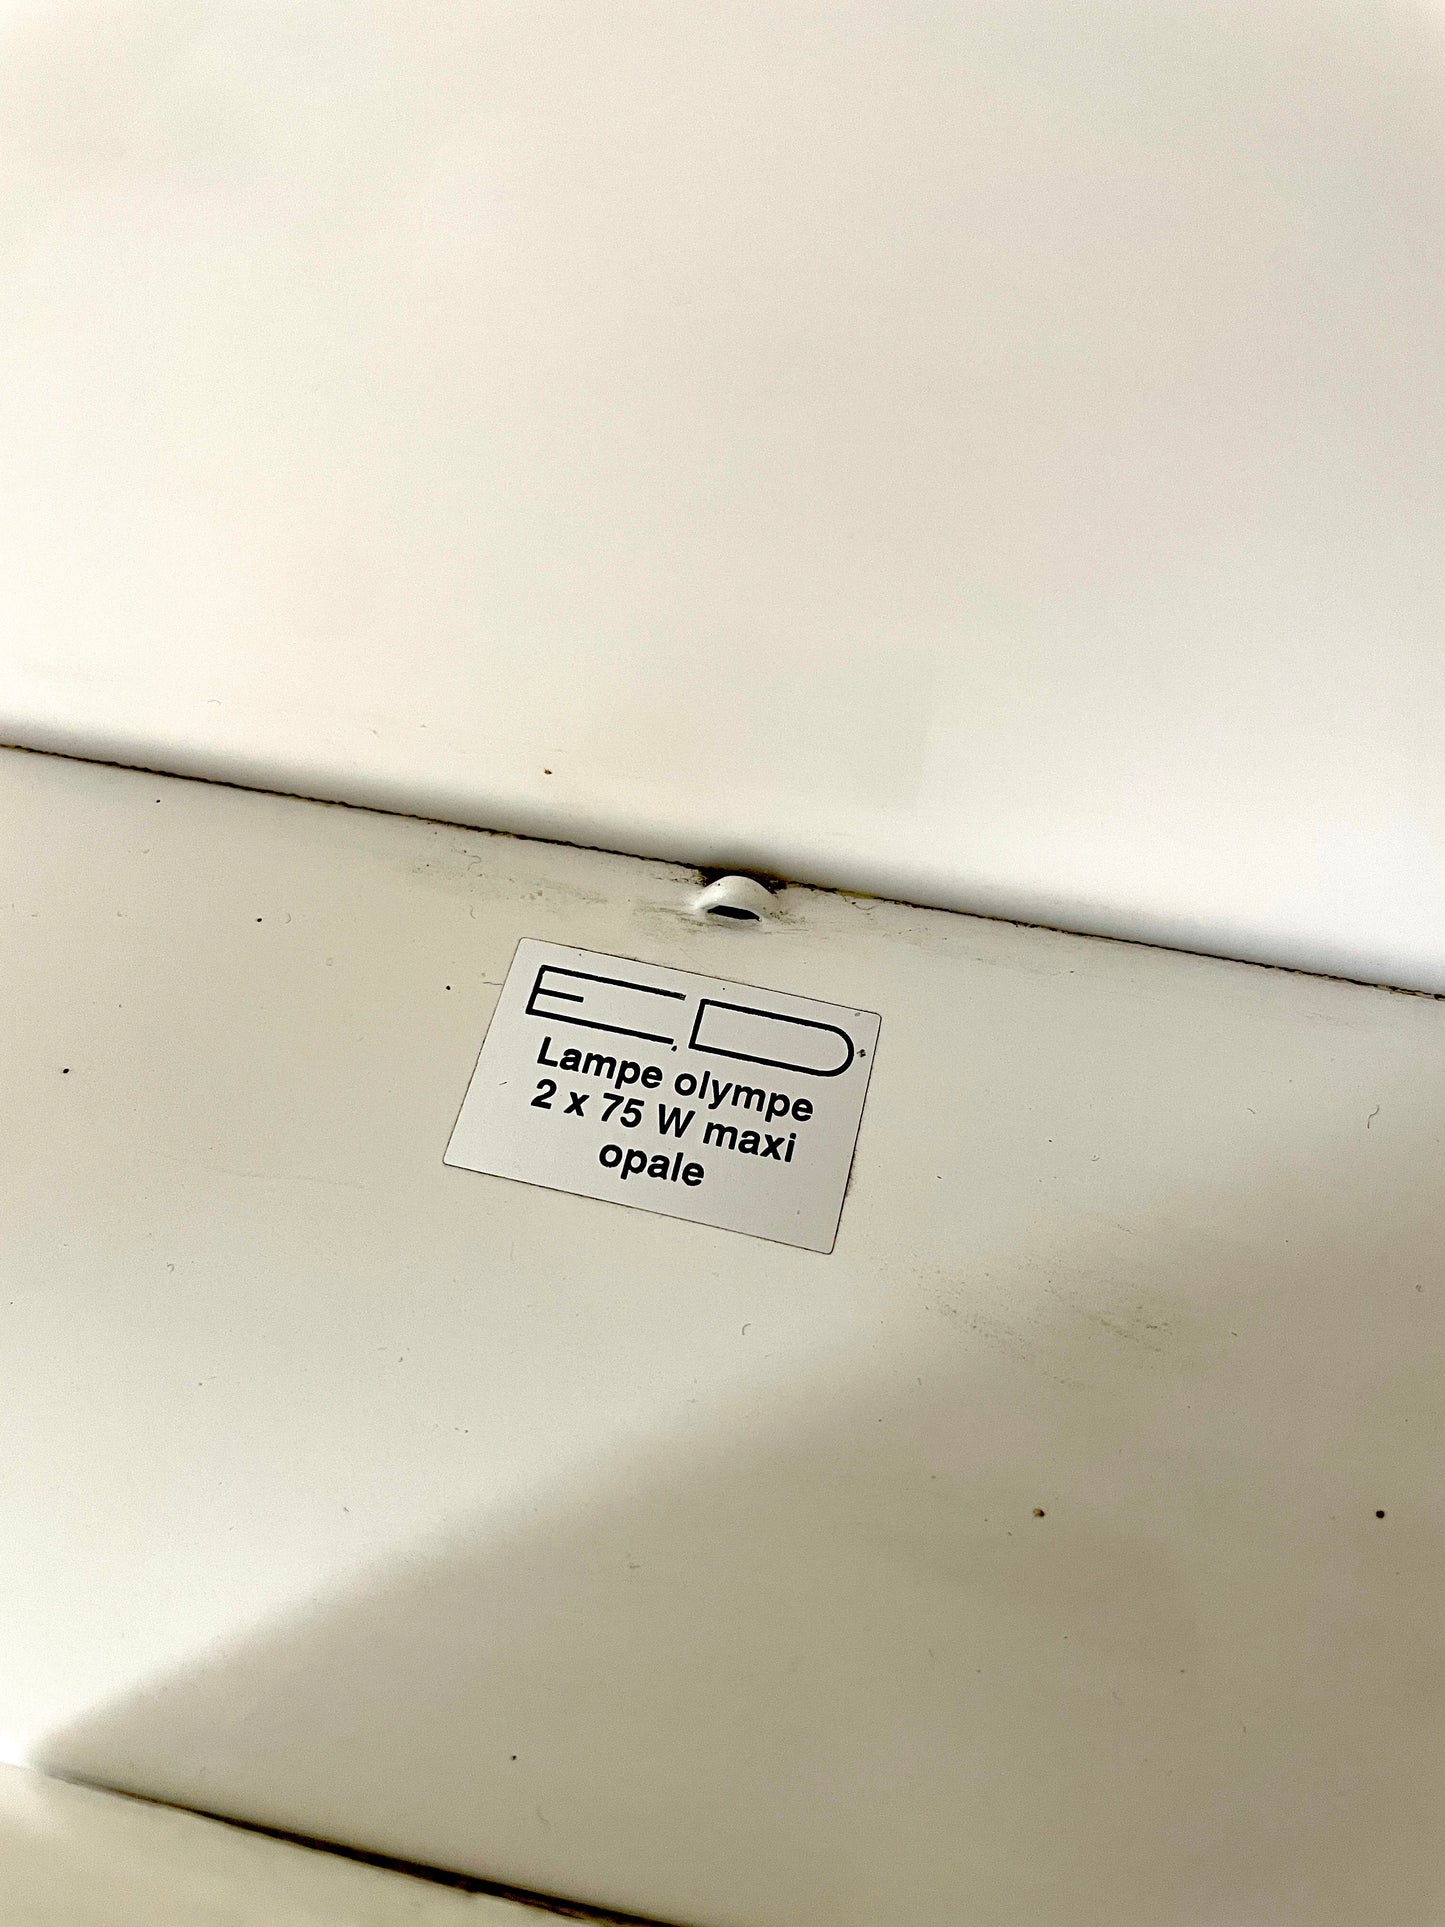 E.D
Lampe olympe
2 x 75 W maxi
opale